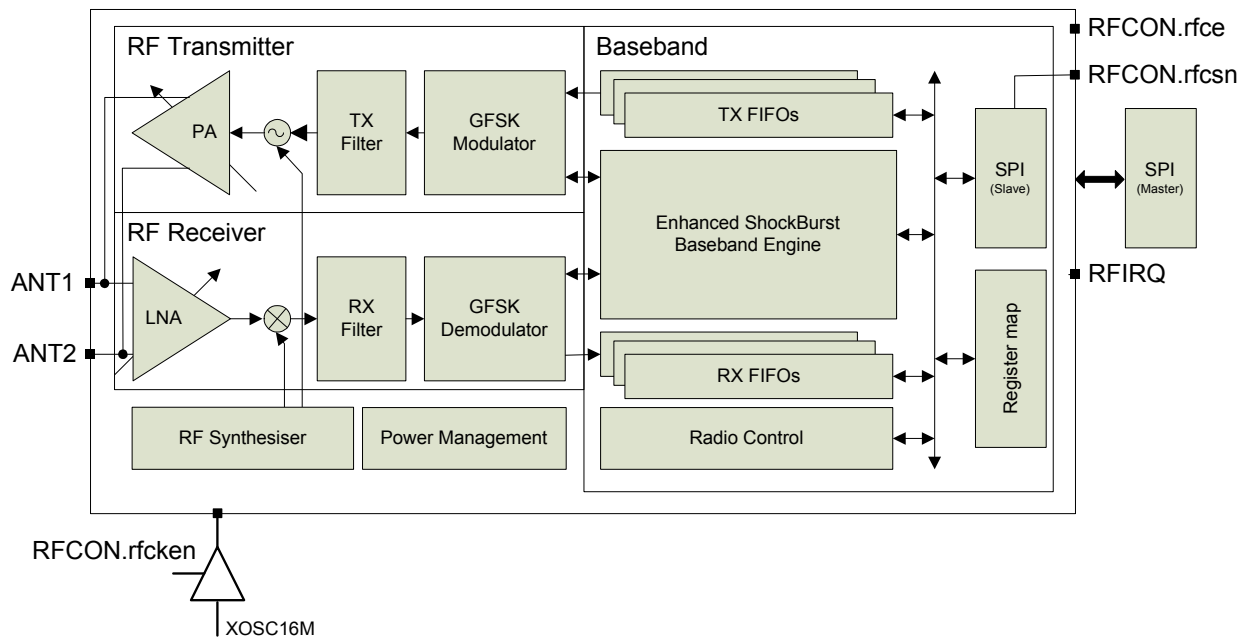 RF Transmitter
Baseband
RFCON.rfce
RFCON.rfcsn
PA
TX
Filter
GFSK
Modulator
TX FIFOs
SPI
(Slave)
SPI
(Master)
Enhanced ShockBurst
Baseband Engine
RF Receiver
ANT1
ANT2
LNA
RX
Filter
GFSK
Demodulator
RFIRQ
Register map
RX FIFOs
RF Synthesiser
Power Management
Radio Control
RFCON.rfcken
XOSC16M